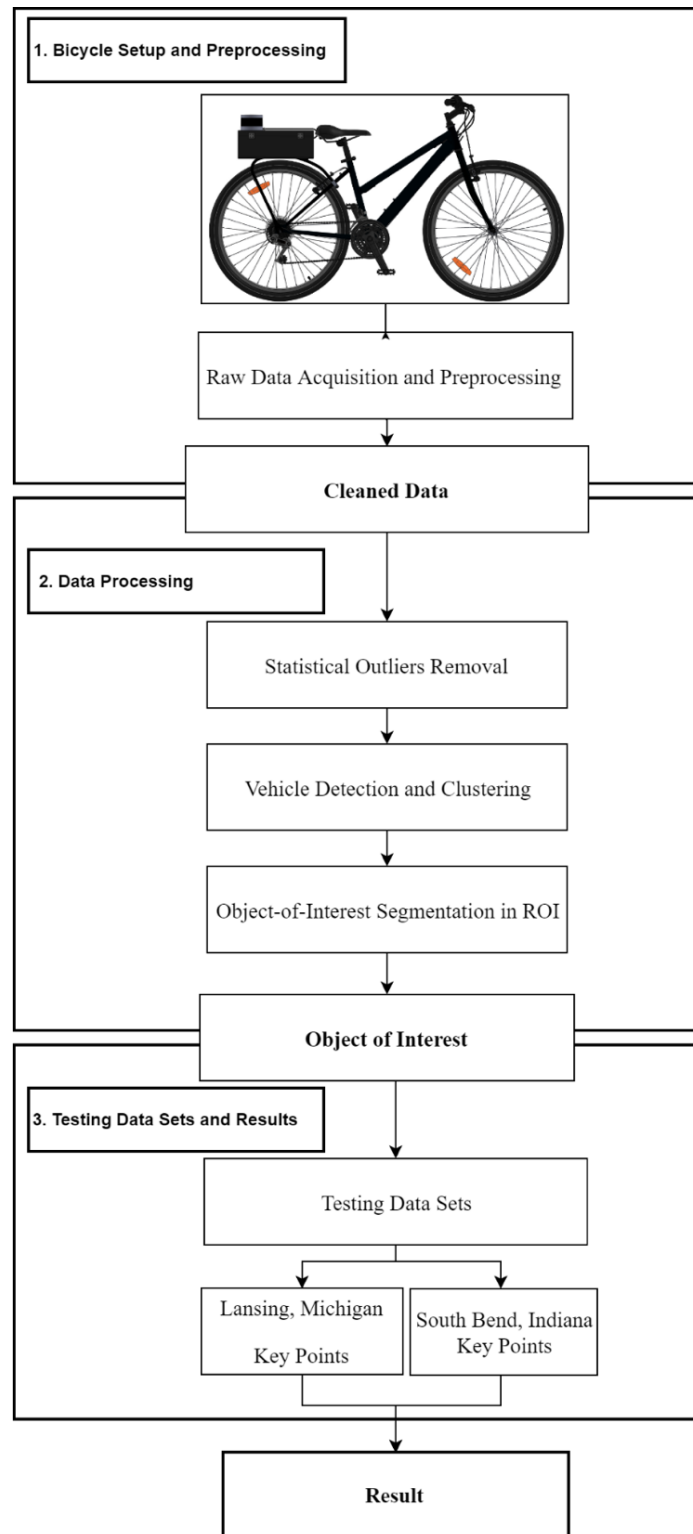 1. Bicycle Setup and Preprocessing
Raw Data Acquisition and Preprocessing
Cleaned Data
2. Data Processing
Statistical Outliers Removal
Vehicle Detection and Clustering
Object-of-Interest Segmentation in ROI
Object of Interest
3. Testing Data Sets and Results
Testing Data Sets
Lansing, Michigan
Key Points
South Bend, Indiana
Key Points
Result